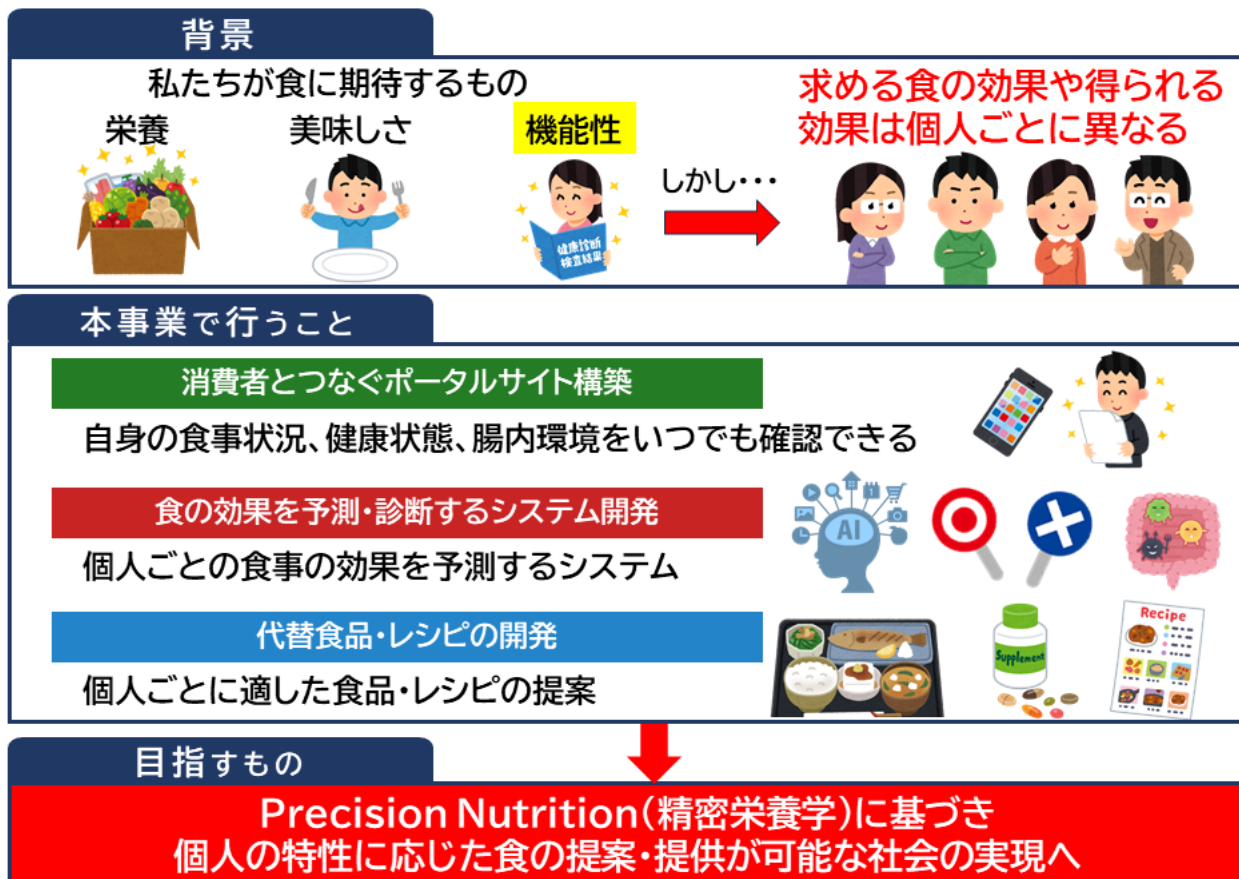 背景
私たちが食に期待するもの
栄養
美味しさ
機能性
健康診断
検査結果
しかし・・・
求める食の効果や得られる
効果は個人ごとに異なる
本事業で行うこと
消費者とつなぐポータルサイト構築
自身の食事状況、健康状態、腸内環境をいつでも確認できる
食の効果を予測・診断するシステム開発
個人ごとの食事の効果を予測するシステム
AI
代替食品・レシピの開発
個人ごとに適した食品・レシピの提案
Supplement
Recipe
目指すもの
Precision Nutrition(精密栄養学)に基づき
個人の特性に応じた食の提案・提供が可能な社会の実現へ